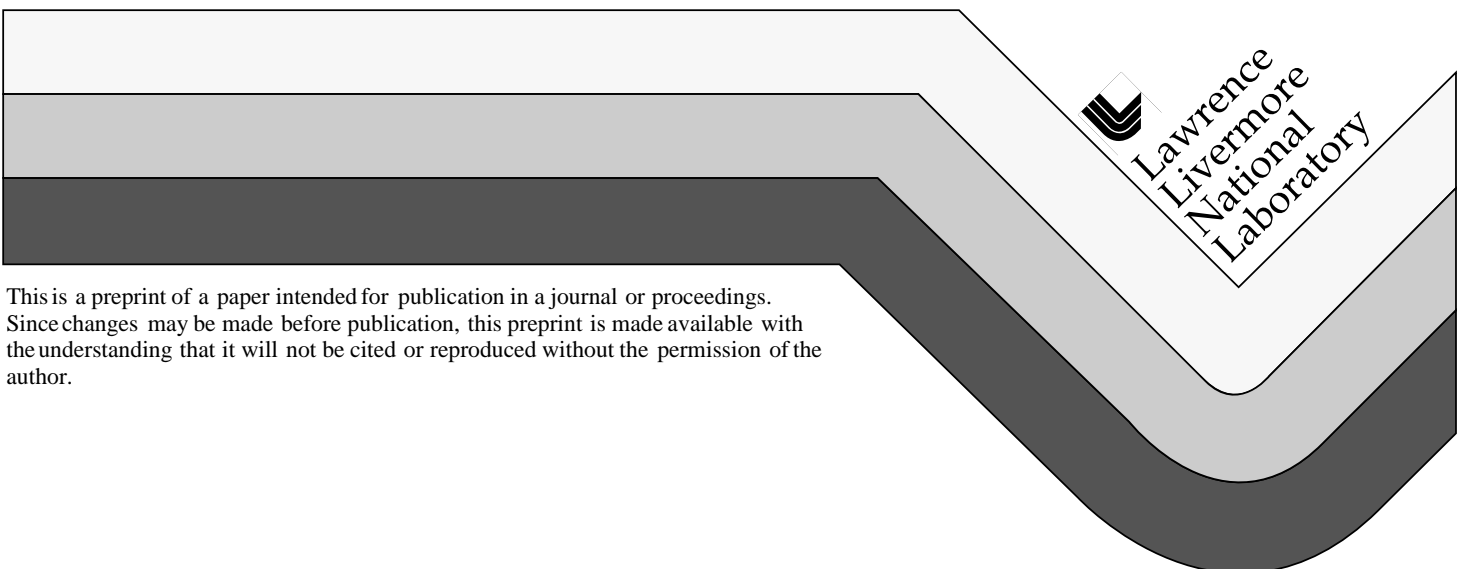 Lawrence
Livermore
National
Laboratory
This is a preprint of a paper intended for publication in a journal or proceedings.
Since changes may be made before publication, this preprint is made available with
the understanding that it will not be cited or reproduced without the permission of the
author.